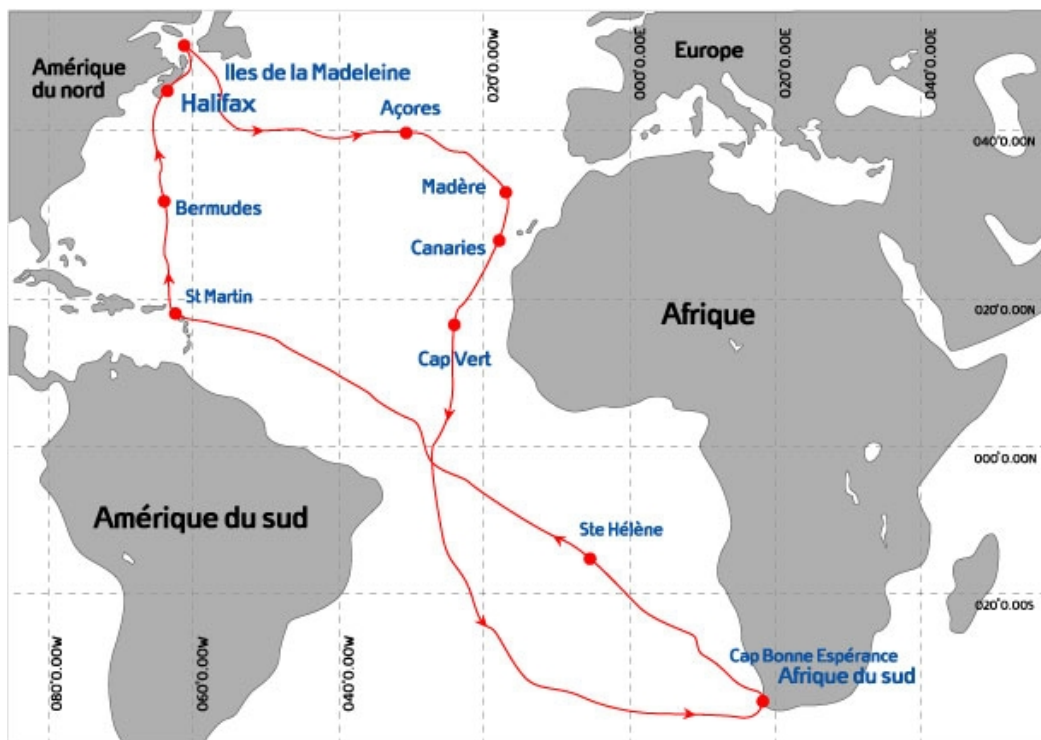 Amérique
du nord
Iles de la Madeleine
Halifax
Açores
020°0.00W
000°0.00E
Europe
020°0.00E
040°0.00E
040°0.00N
Madère
Bermudes
Canaries
St Martin
020°0.00N
Afrique
Cap Vert
000°0.00N
Amérique du sud
Ste Hélène
020°0.00S
080°0.00W
060°0.00W
040°0.00W
Cap Bonne Espérance
Afrique du sud